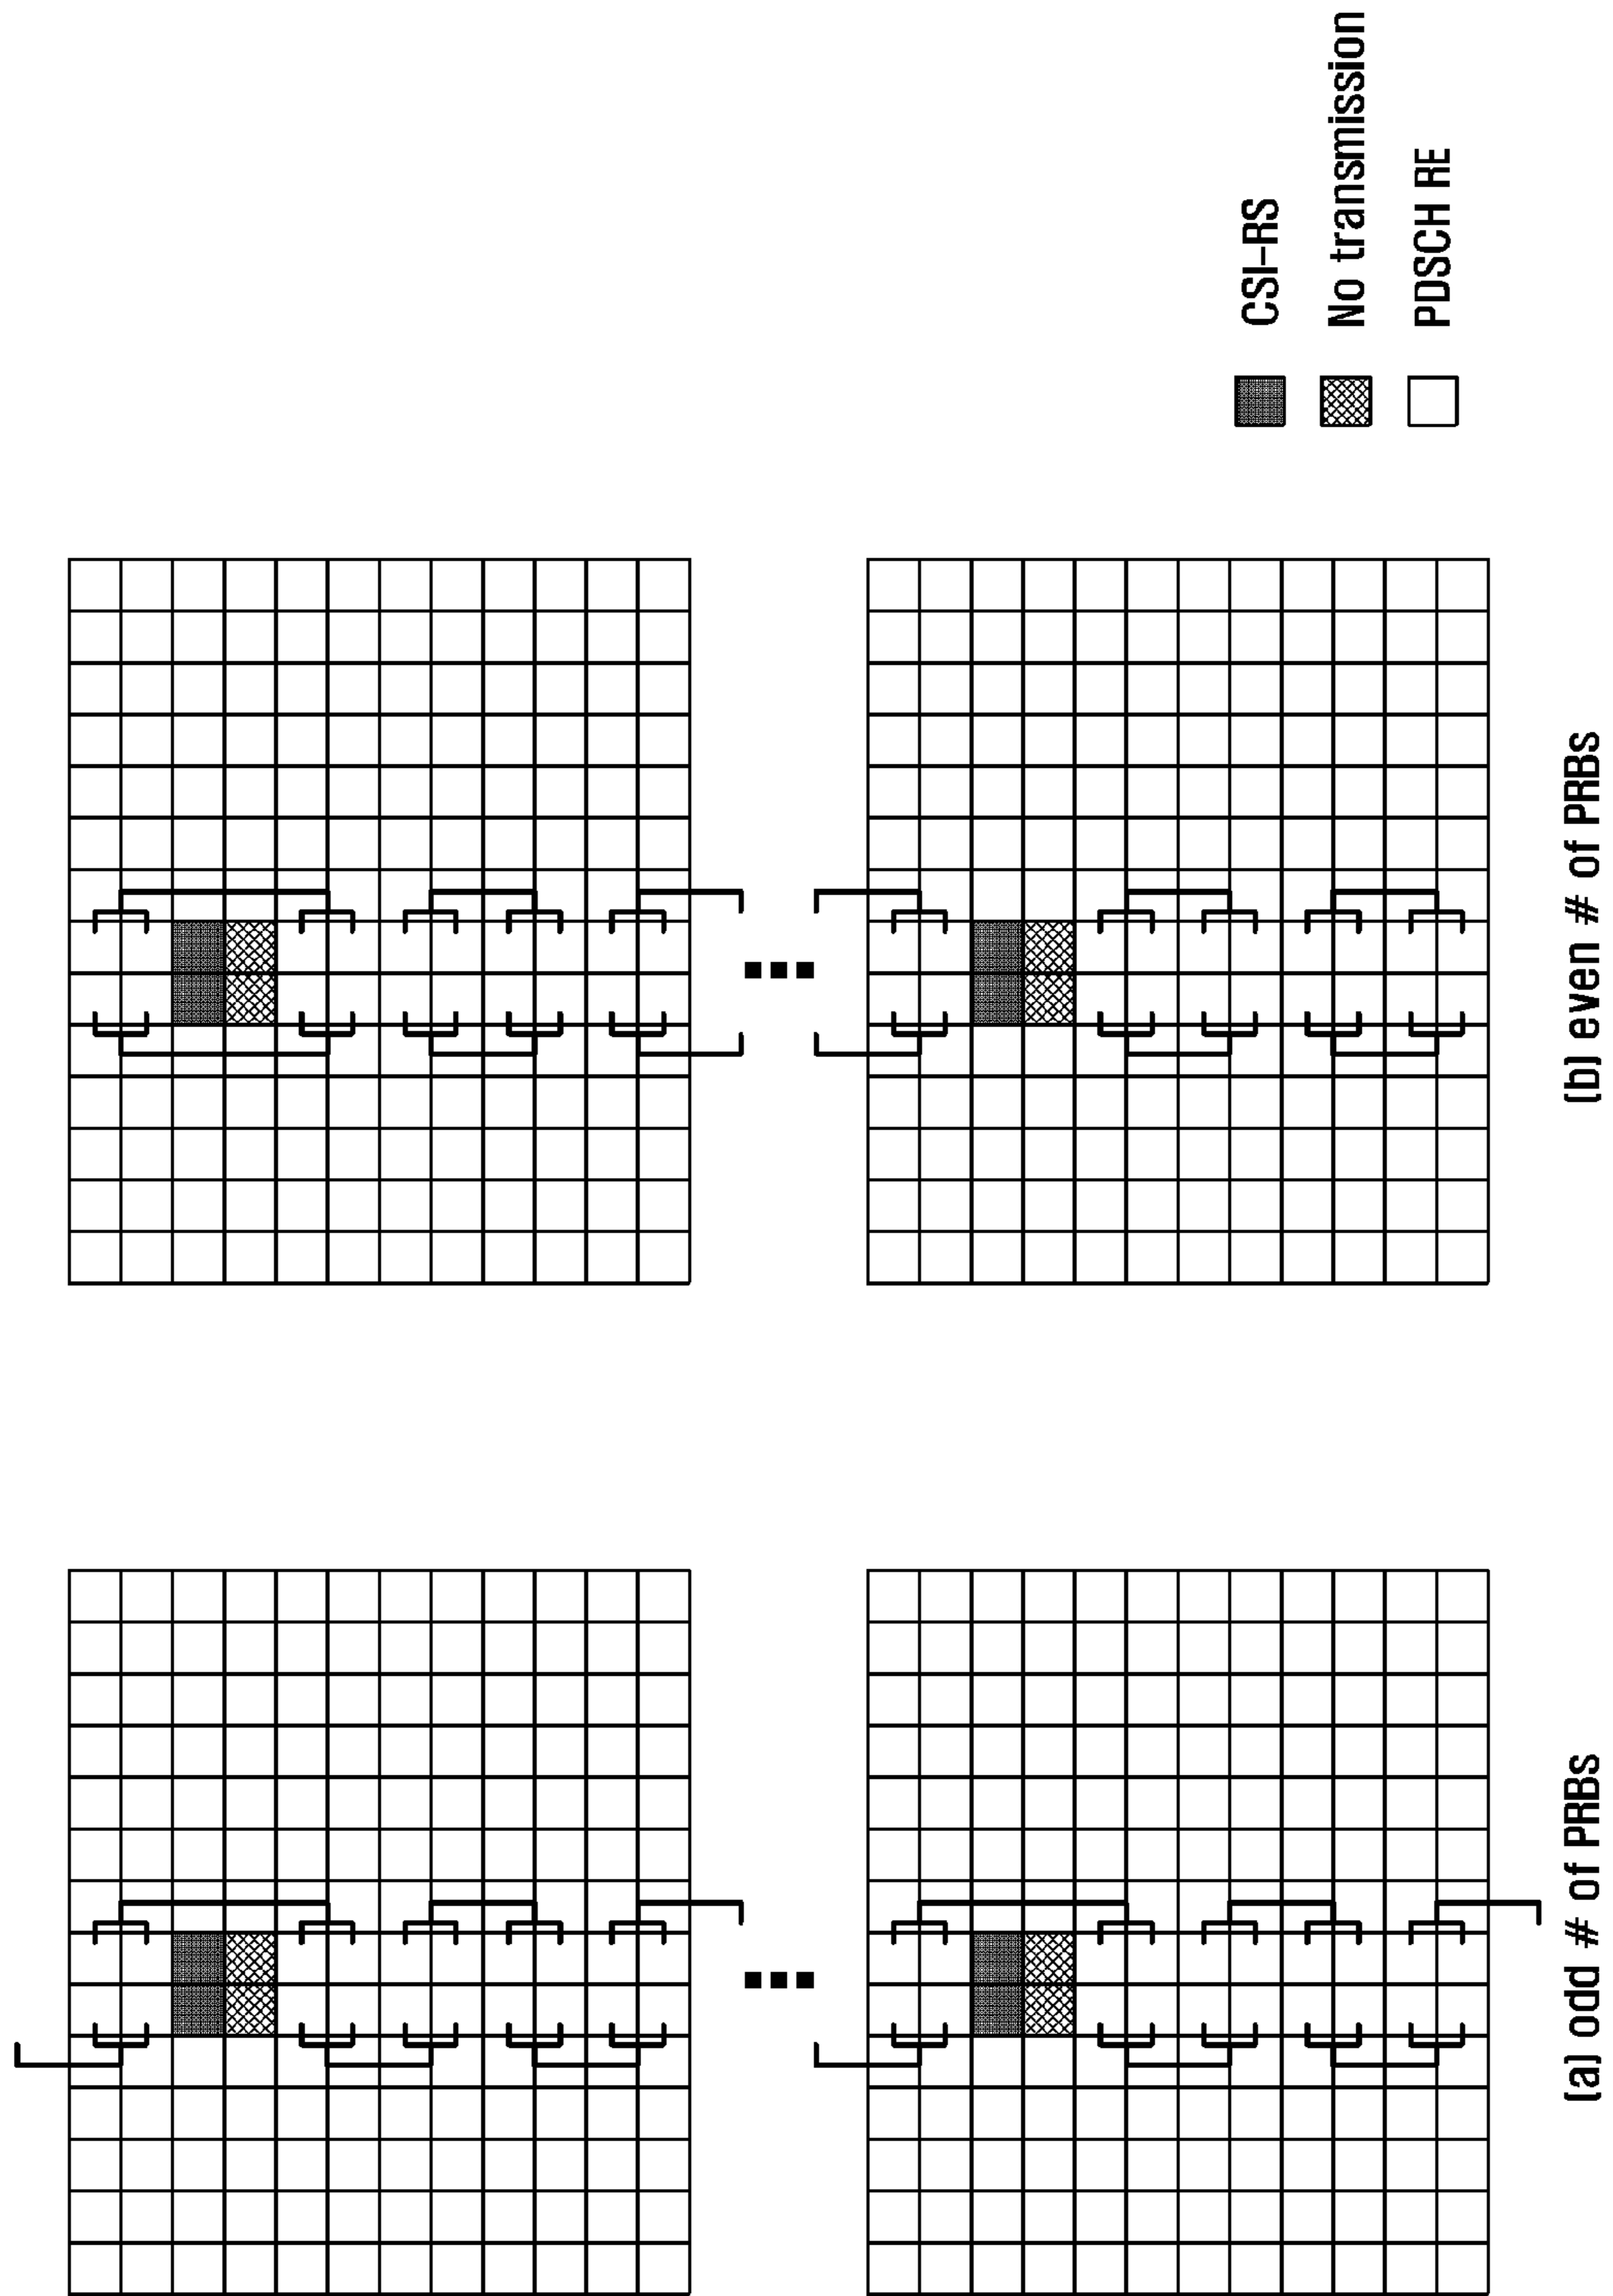 CSI-RS
No transmission
PDSCH RE
(a) odd # of PRBs
(b) even # of PRBs